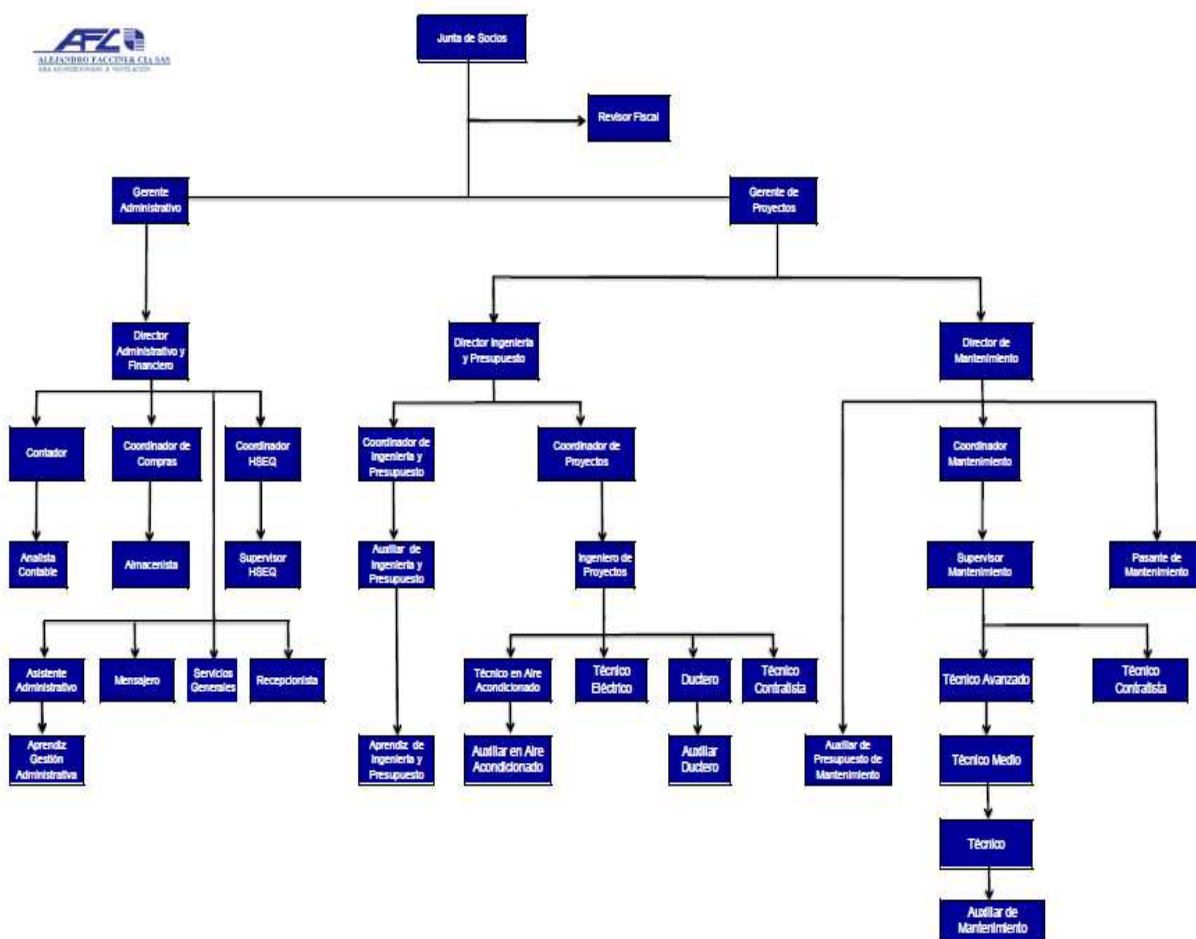 AFC
ALEJANDRO FACCINI & CIA SAS
AIRE ACONDICIONADO & VENTILACIÓN
Junta de Socios
Revisor Fiscal
Gerente
Administrativo
Gerente de
Proyectos
Director
Administrativo y
Financiero
Director Ingeniería
y Presupuesto
Director de
Mantenimiento
Contador
Coordinador de
Compras
Coordinador
HSEQ
Coordinador de
Ingeniería y
Presupuesto
Coordinador de
Proyectos
Coordinador
Mantenimiento
Analista
Contable
Almacenista
Supervisor
HSEQ
Auxiliar de
Ingeniería y
Presupuesto
Ingeniero de
Proyectos
Supervisor
Mantenimiento
Pasante de
Mantenimiento
Asistente
Administrativo
Mensajero
Servicios
Generales
Recepcionista
Técnico en Aire
Acondicionado
Técnico
Eléctrico
Ductero
Técnico
Contratista
Técnico Avanzado
Técnico
Contratista
Aprendiz
Gestión
Administrativa
Aprendiz de
Ingeniería y
Presupuesto
Auxiliar en Aire
Acondicionado
Auxiliar
Ductero
Auxiliar de
Presupuesto de
Mantenimiento
Técnico Medio
Técnico
Auxiliar de
Mantenimiento